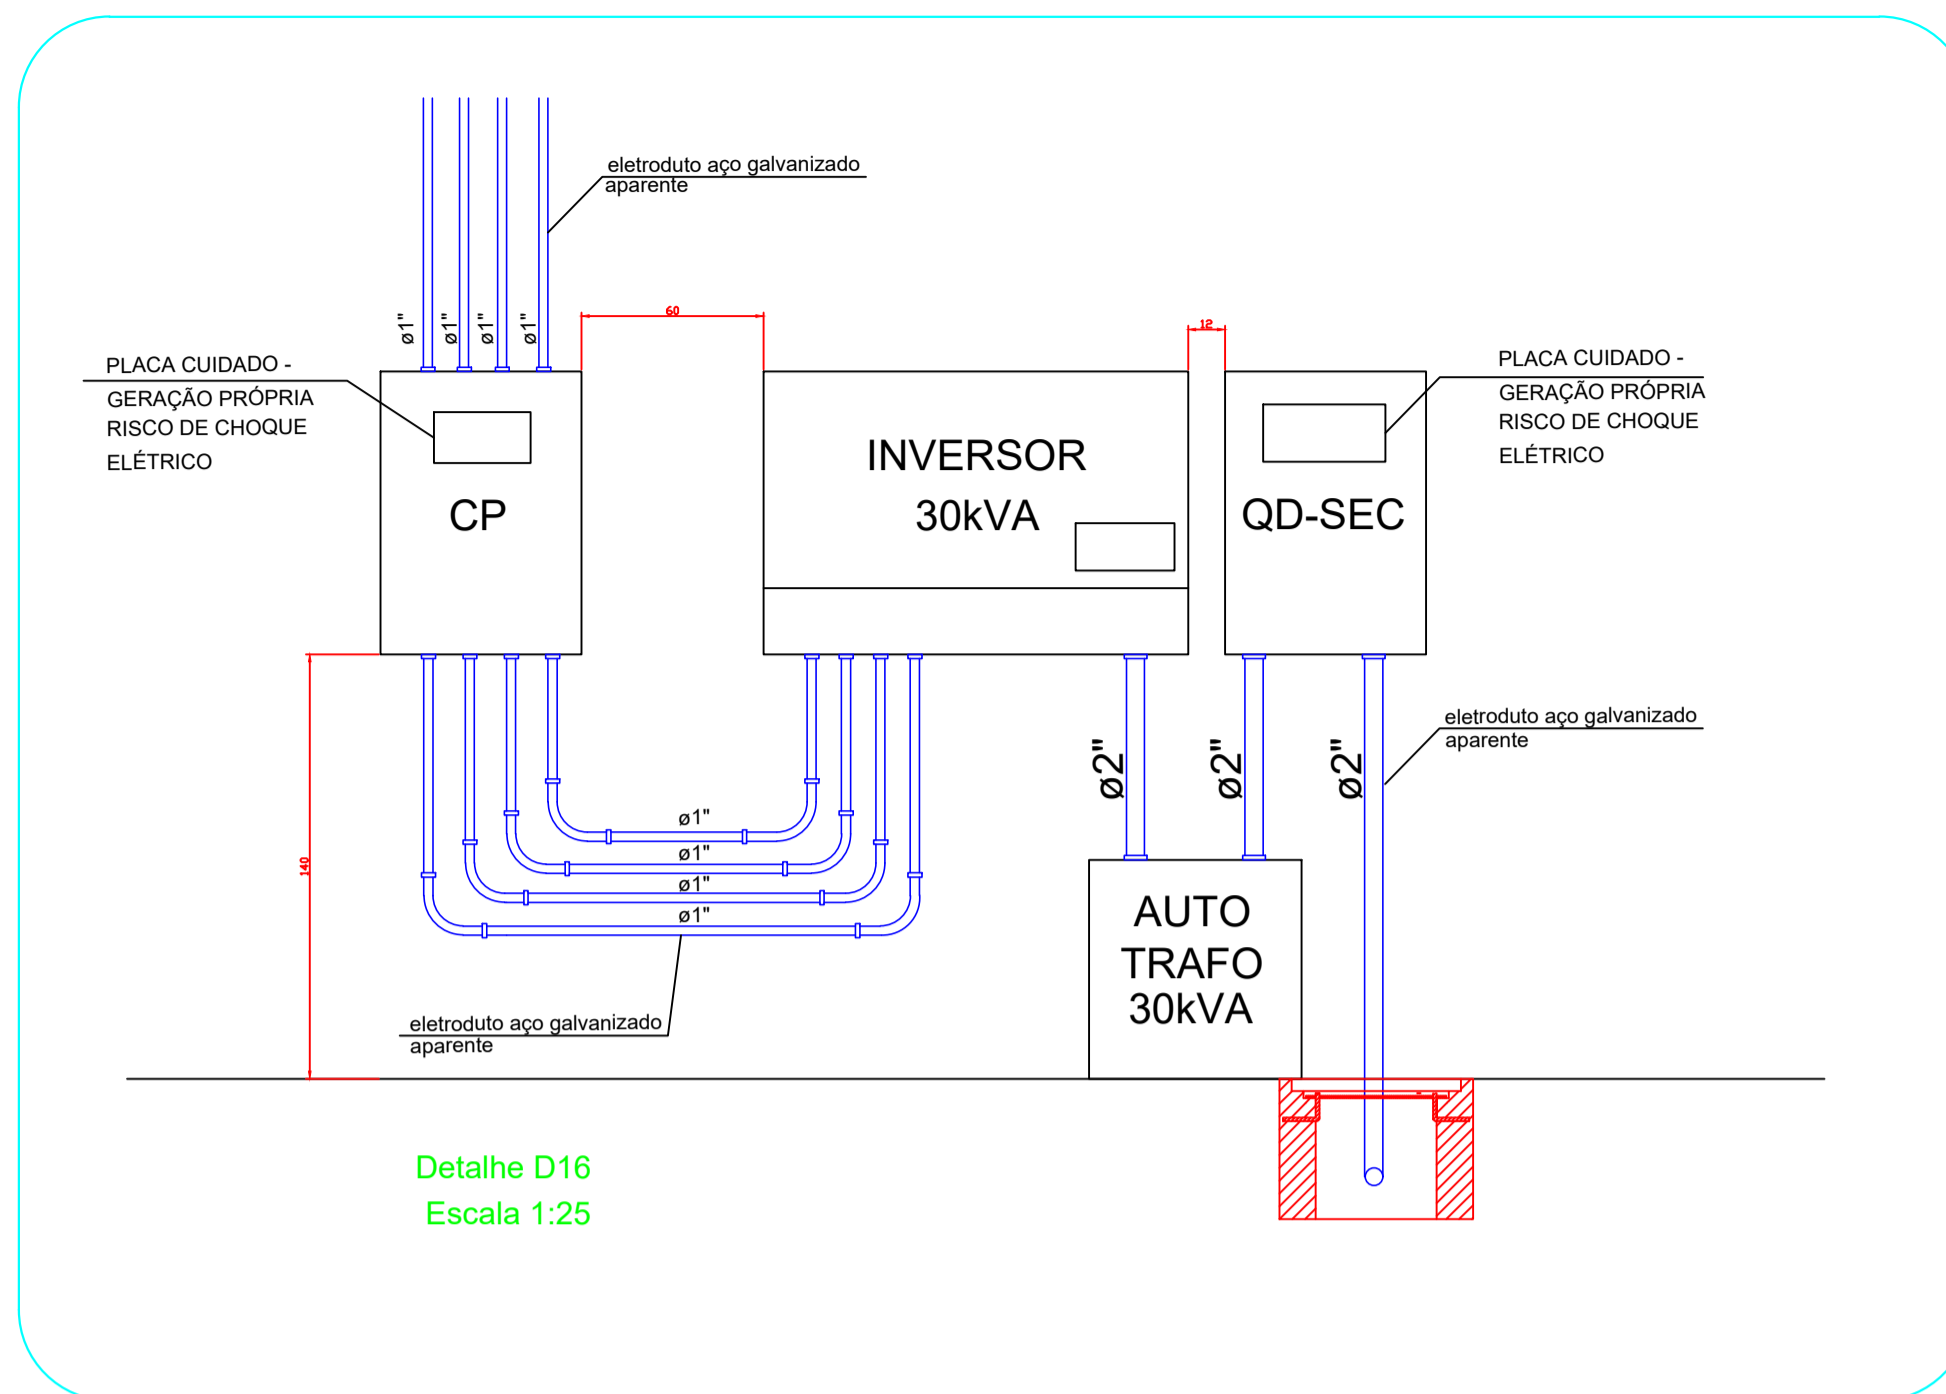 eletroduto aço galvanizado
aparente
ø1"
ø1"
ø1"
ø1"
60
12
PLACA CUIDADO -
GERAÇÃO PRÓPRIA
RISCO DE CHOQUE
ELÉTRICO
PLACA CUIDADO -
GERAÇÃO PRÓPRIA
RISCO DE CHOQUE
ELÉTRICO
CP
INVERSOR
30kVA
QD-SEC
eletroduto aço galvanizado
aparente
ø2"
ø2"
ø2"
ø1"
ø1"
ø1"
ø1"
140
AUTO
TRAFO
30kVA
eletroduto aço galvanizado
aparente
Detalhe D16
Escala 1:25